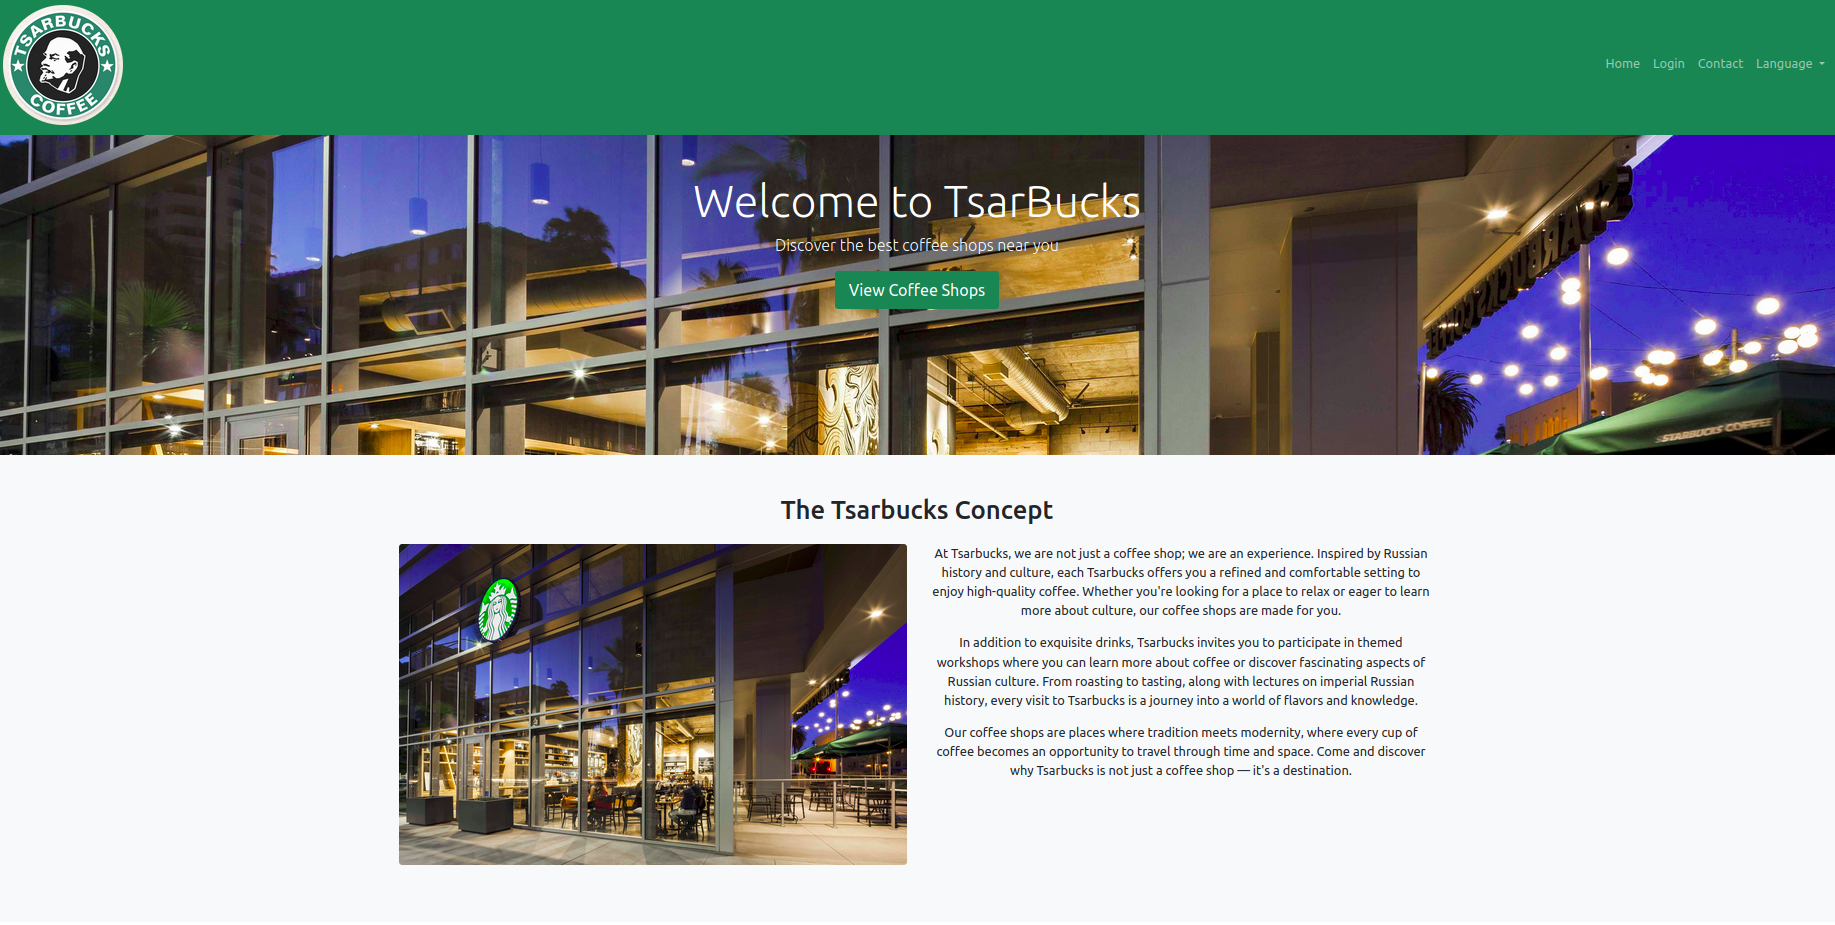 TSARBUCKS
COFFEE
Home Login Contact Language
Welcome to TsarBucks
Discover the best coffee shops near you
View Coffee Shops
STARBUCKS COFFEE
The Tsarbucks Concept
At Tsarbucks, we are not just a coffee shop; we are an experience. Inspired by Russian
history and culture, each Tsarbucks offers you a refined and comfortable setting to
enjoy high-quality coffee. Whether you're looking for a place to relax or eager to learn
more about culture, our coffee shops are made for you.
In addition to exquisite drinks, Tsarbucks invites you to participate in themed
workshops where you can learn more about coffee or discover fascinating aspects of
Russian culture. From roasting to tasting, along with lectures on imperial Russian
history, every visit to Tsarbucks is a journey into a world of flavors and knowledge.
Our coffee shops are places where tradition meets modernity, where every cup of
coffee becomes an opportunity to travel through time and space. Come and discover
why Tsarbucks is not just a coffee shop — it's a destination.